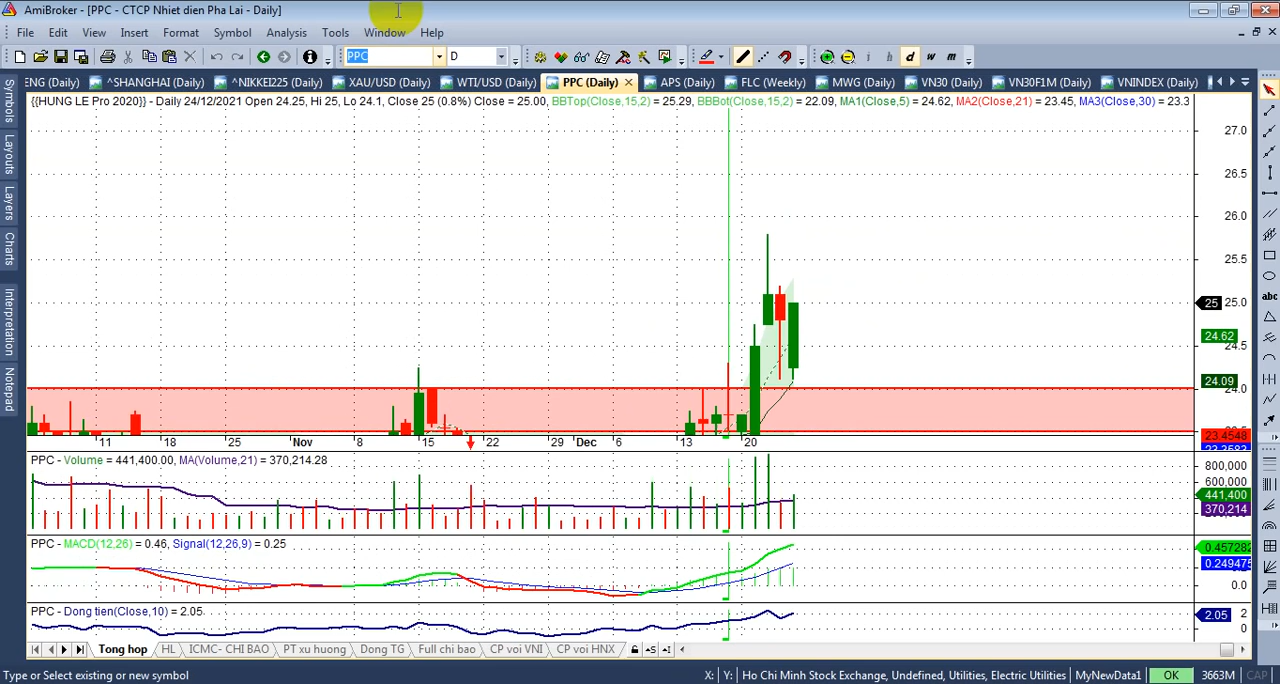 AmiBroker - [PPC - CTCP Nhiet dien Pha Lai - Daily]
File Edit View Insert Format Symbol Analysis Tools Window Help
PPC D i h d w m
ENG (Daily) ^SHANGHAI (Daily) ^NIKKEI225 (Daily) XAU/USD (Daily) WTI/USD (Daily) PPC (Daily) APS (Daily) FLC (Weekly) MWG (Daily) VN30 (Daily) VN30F1M (Daily) VNINDEX (Daily)
{{HUNG LE Pro 2020}} - Daily 24/12/2021 Open 24.25, Hi 25, Lo 24.1, Close 25 (0.8%) Close = 25.00, BBTop(Close,15,2) = 25.29, BBBot(Close,15,2) = 22.09, MA1(Close,5) = 24.62, MA2(Close,21) = 23.45, MA3(Close,30) = 23.3
Symbols
Layouts
Layers
Charts
Interpretation
Notepad
27.0
26.5
26.0
25.5
25 25.0
24.62
24.5
24.09
24.0
23.4548
abc
11 18 25 Nov 8 15 22 29 Dec 6 13 20
PPC - Volume = 441,400.00, MA(Volume,21) = 370,214.28
800,000
600,000
441,400
370,214
PPC - MACD(12,26) = 0.46, Signal(12,26,9) = 0.25
0.457282
0.249475
0.0
PPC - Dong tien(Close,10) = 2.05
2.05 2
0
Tong hop HL ICMC- CHI BAO PT xu huong Dong TG Full chi bao CP voi VNI CP voi HNX
Type or Select existing or new symbol X: Y: Ho Chi Minh Stock Exchange, Undefined, Utilities, Electric Utilities MyNewData1 OK 3663M CAP